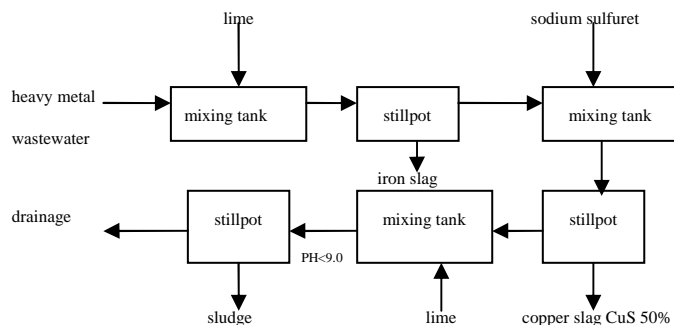 lime
sodium sulfuret
heavy metal
wastewater
mixing tank
stillpot
mixing tank
iron slag
drainage
stillpot
PH<9.0
mixing tank
stillpot
sludge
lime
copper slag CuS 50%